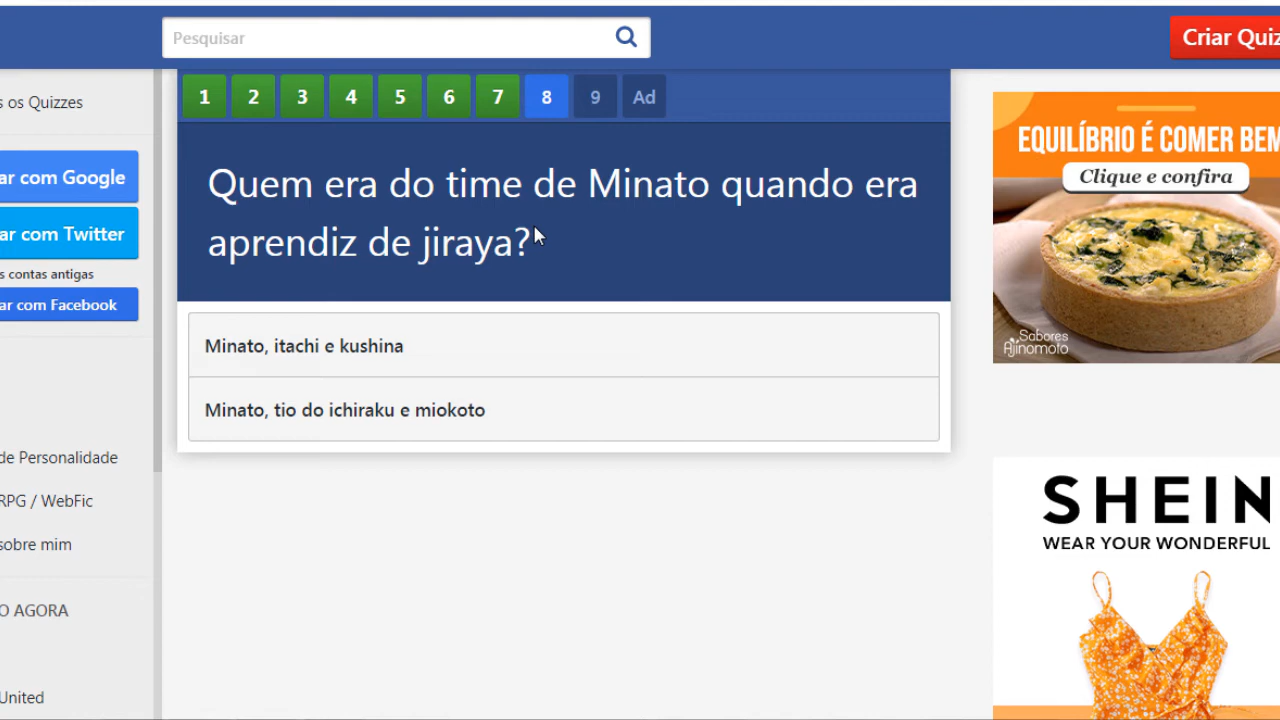 Pesquisar
Criar Quiz
s os Quizzes
1 2 3 4 5 6 7 8 9 Ad
ar com Google
ar com Twitter
s contas antigas
ar com Facebook
Quem era do time de Minato quando era
aprendiz de jiraya?
Minato, itachi e kushina
Minato, tio do ichiraku e miokoto
de Personalidade
RPG / WebFic
sobre mim
O AGORA
United
EQUILÍBRIO É COMER BEM
Clique e confira
Sabores
Ajinomoto
SHEIN
WEAR YOUR WONDERFUL